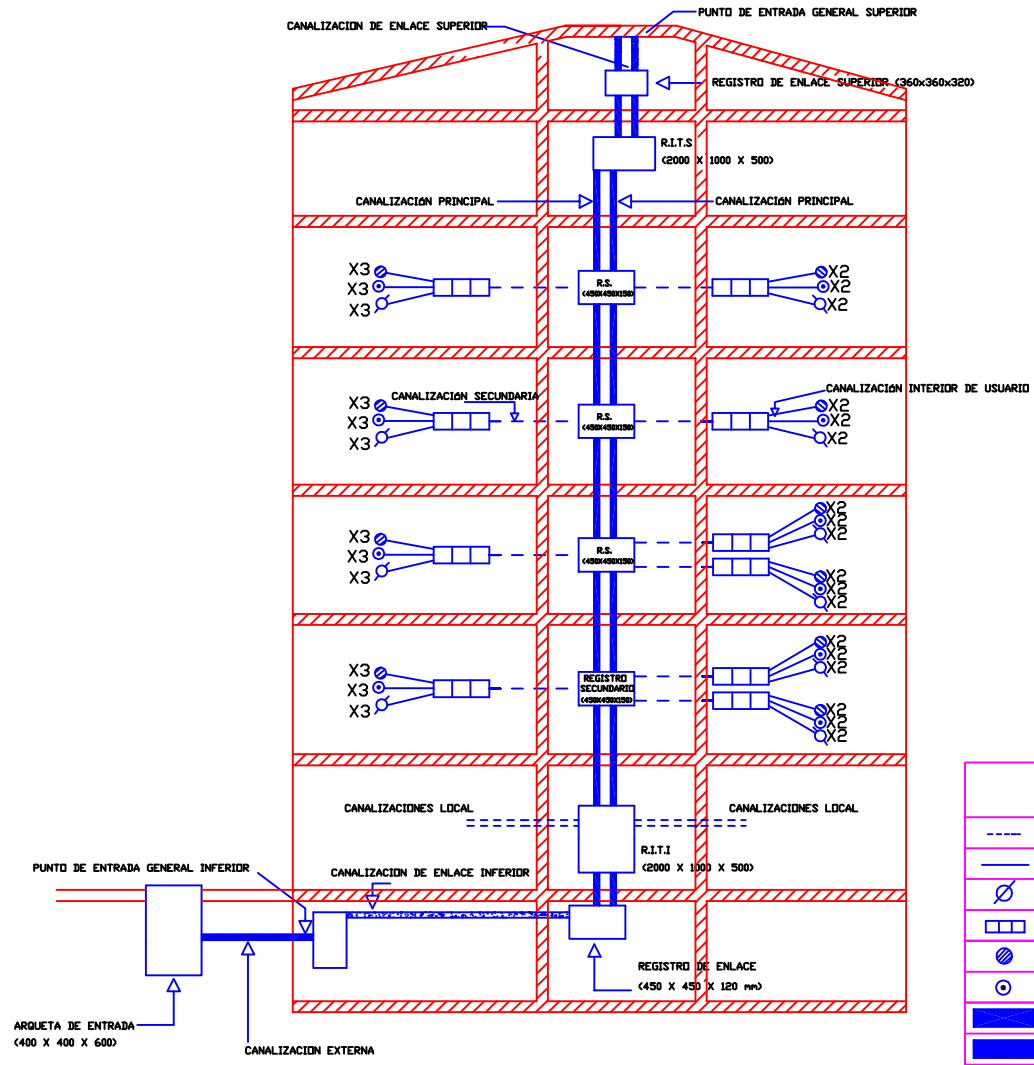 PUNTO DE ENTRADA GENERAL SUPERIOR
CANALIZACION DE ENLACE SUPERIOR
REGISTRO DE ENLACE SUPERIOR (360x360x320)
R.I.T.S
(2000 X 1000 X 500)
CANALIZACIóN PRINCIPAL
CANALIZACIóN PRINCIPAL
X3
X3
X3
R.S.
(450X450X150)
X2
X2
X2
CANALIZACIóN SECUNDARIA
CANALIZACIóN INTERIOR DE USUARIO
X3
X3
X3
R.S.
(450X450X150)
X2
X2
X2
X3
X3
X3
R.S.
(450X450X150)
X2
X2
X2
X2
X2
X2
X3
X3
X3
REGISTRO
SECUNDARIO
(450X450X150)
X2
X2
X2
X2
X2
X2
CANALIZACIONES LOCAL
CANALIZACIONES LOCAL
R.I.T.I
(2000 X 1000 X 500)
PUNTO DE ENTRADA GENERAL INFERIOR
CANALIZACION DE ENLACE INFERIOR
REGISTRO DE ENLACE
(450 X 450 X 120 mm)
ARQUETA DE ENTRADA
(400 X 400 X 600)
CANALIZACION EXTERNA